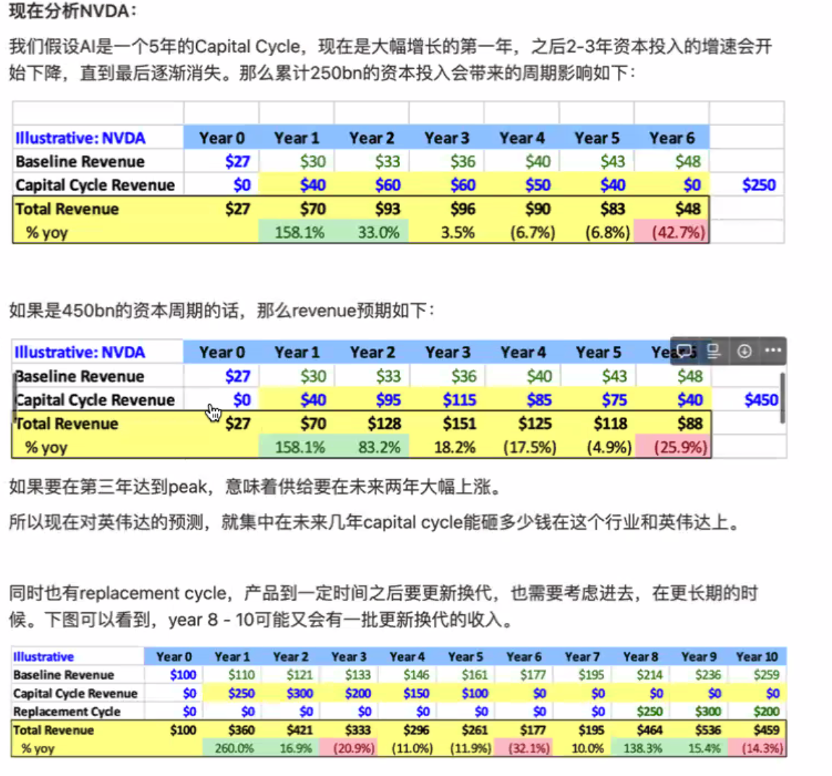 现在分析NVDA：
我们假设AI是一个5年的Capital Cycle，现在是大幅增长的第一年，之后2-3年资本投入的增速会开
始下降，直到最后逐渐消失。那么累计250bn的资本投入会带来的周期影响如下：
Illustrative: NVDA Year 0 Year 1 Year 2 Year 3 Year 4 Year 5 Year 6
Baseline Revenue $27 $30 $33 $36 $40 $43 $48
Capital Cycle Revenue $0 $40 $60 $60 $50 $40 $0 $250
Total Revenue $27 $70 $93 $96 $90 $83 $48
% yoy 158.1% 33.0% 3.5% (6.7%) (6.8%) (42.7%)
如果是450bn的资本周期的话，那么revenue预期如下：
Illustrative: NVDA Year 0 Year 1 Year 2 Year 3 Year 4 Year 5
Baseline Revenue $27 $30 $33 $36 $40 $43 $48
Capital Cycle Revenue $0 $40 $95 $115 $85 $75 $40 $450
Total Revenue $27 $70 $128 $151 $125 $118 $88
% yoy 158.1% 83.2% 18.2% (17.5%) (4.9%) (25.9%)
如果要在第三年达到peak，意味着供给要在未来两年大幅上涨。
所以现在对英伟达的预测，就集中在未来几年capital cycle能砸多少钱在这个行业和英伟达上。
同时也有replacement cycle，产品到一定时间之后要更新换代，也需要考虑进去，在更长期的时
候。下图可以看到，year 8 - 10可能又会有一批更新换代的收入。
Illustrative Year 0 Year 1 Year 2 Year 3 Year 4 Year 5 Year 6 Year 7 Year 8 Year 9 Year 10
Baseline Revenue $100 $110 $121 $133 $146 $161 $177 $195 $214 $236 $259
Capital Cycle Revenue $0 $250 $300 $200 $150 $100 $0 $0 $0 $0 $0
Replacement Cycle $0 $0 $0 $0 $0 $0 $0 $0 $250 $300 $200
Total Revenue $100 $360 $421 $333 $296 $261 $177 $195 $464 $536 $459
% yoy 260.0% 16.9% (20.9%) (11.0%) (11.9%) (32.1%) 10.0% 138.3% 15.4% (14.3%)